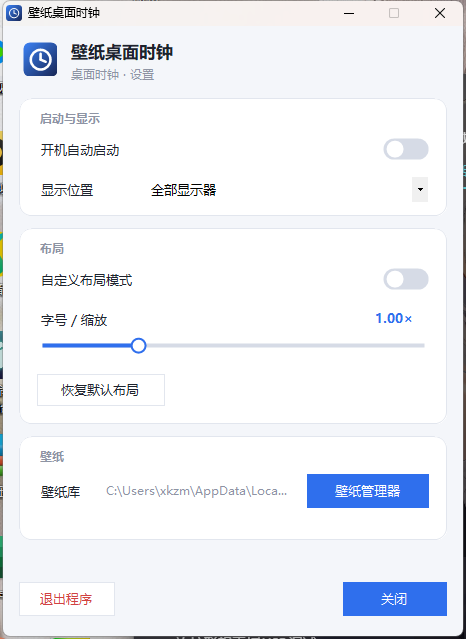 壁纸桌面时钟
壁纸桌面时钟
桌面时钟 · 设置
启动与显示
开机自动启动
显示位置 全部显示器
布局
自定义布局模式
字号 / 缩放 1.00×
恢复默认布局
壁纸
壁纸库 C:\Users\xkzm\AppData\Loca... 壁纸管理器
退出程序 关闭